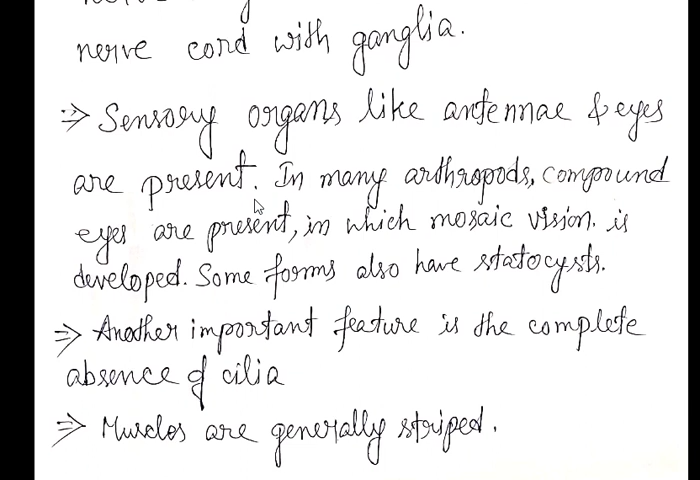 nerve cord with ganglia.
⇒ Sensory organs like antennae & eyes
are present. In many arthropods, compound
eyes are present, in which mosaic vision. is
developed. Some forms also have statocysts.
⇒ Another important feature is the complete
absence of cilia
⇒ Muscles are generally striped.